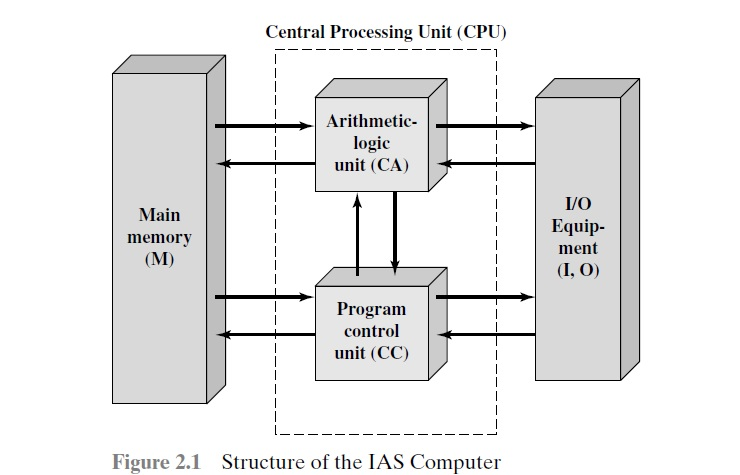 Central Processing Unit (CPU)
Arithmetic-
logic
unit (CA)
Main
memory
(M)
I/O
Equip-
ment
(I, O)
Program
control
unit (CC)
Figure 2.1 Structure of the IAS Computer